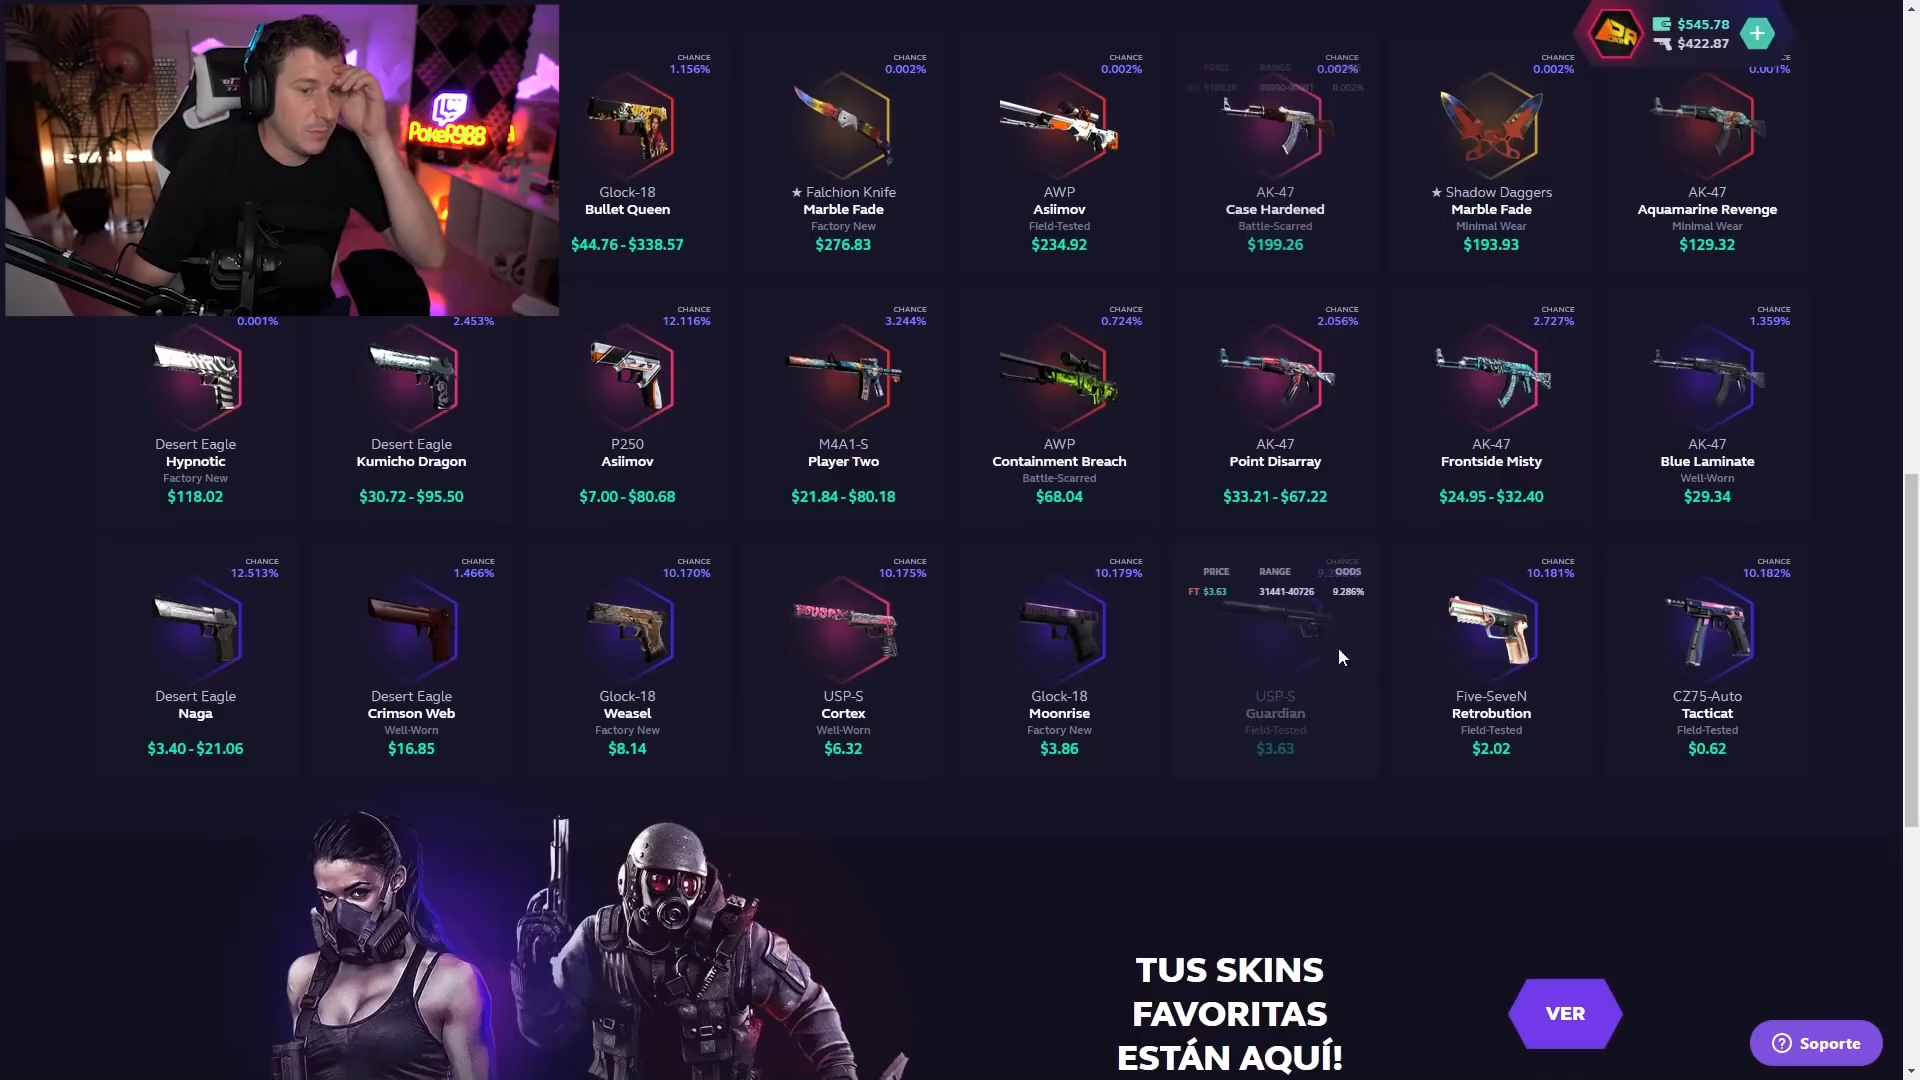 $545.78
$422.87
POKER988
CHANCE
1.156%
Glock-18
Bullet Queen
$44.76 - $338.57
CHANCE
0.002%
★ Falchion Knife
Marble Fade
Factory New
$276.83
CHANCE
0.002%
AWP
Asiimov
Field-Tested
$234.92
PRICE RANGE
99990-99991 0.002%
0.002%
AK-47
Case Hardened
Battle-Scarred
$199.26
CHANCE
0.002%
★ Shadow Daggers
Marble Fade
Minimal Wear
$193.93
0.001%
AK-47
Aquamarine Revenge
Minimal Wear
$129.32
0.001%
Desert Eagle
Hypnotic
Factory New
$118.02
2.453%
Desert Eagle
Kumicho Dragon
$30.72 - $95.50
CHANCE
12.116%
P250
Asiimov
$7.00 - $80.68
CHANCE
3.244%
M4A1-S
Player Two
$21.84 - $80.18
CHANCE
0.724%
AWP
Containment Breach
Battle-Scarred
$68.04
CHANCE
2.056%
AK-47
Point Disarray
$33.21 - $67.22
CHANCE
2.727%
AK-47
Frontside Misty
$24.95 - $32.40
CHANCE
1.359%
AK-47
Blue Laminate
Well-Worn
$29.34
CHANCE
12.513%
Desert Eagle
Naga
$3.40 - $21.06
CHANCE
1.466%
Desert Eagle
Crimson Web
Well-Worn
$16.85
CHANCE
10.170%
Glock-18
Weasel
Factory New
$8.14
CHANCE
10.175%
USP-S
Cortex
Well-Worn
$6.32
CHANCE
10.179%
Glock-18
Moonrise
Factory New
$3.86
CHANCE
PRICE RANGE ODDS
FT $3.63 31441-40726 9.286%
USP-S
Guardian
Field-Tested
$3.63
CHANCE
10.181%
Five-SeveN
Retrobution
Field-Tested
$2.02
CHANCE
10.182%
CZ75-Auto
Tacticat
Field-Tested
$0.62
TUS SKINS
FAVORITAS
ESTÁN AQUÍ!
VER
Soporte